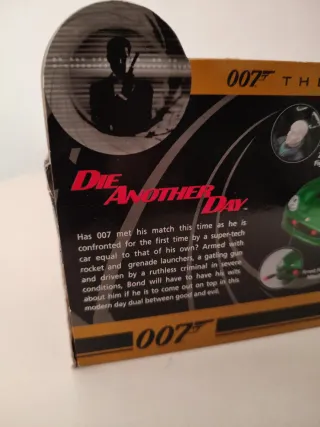 007 THE
DIE
ANOTHER
DAY.
Has 007 met his match this time as he is
confronted for the first time by a super-tech
car equal to that of his own? Armed with
rocket and grenade launchers, a gatling gun
and driven by a ruthless criminal in severe
conditions, Bond will have to have his wits
about him if he is to come out on top in this
modern day dual between good and evil.
007